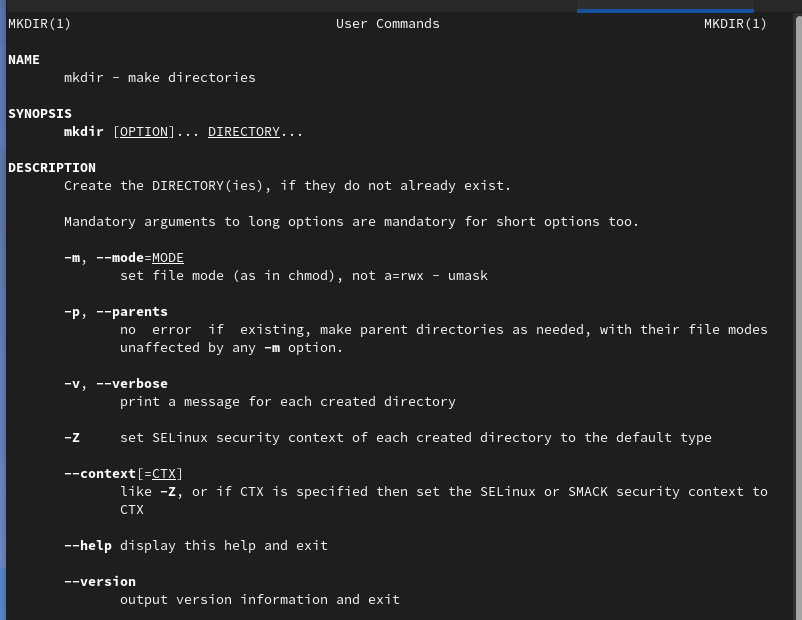 MKDIR(1) User Commands MKDIR(1)
NAME
mkdir - make directories
SYNOPSIS
mkdir [OPTION]... DIRECTORY...
DESCRIPTION
Create the DIRECTORY(ies), if they do not already exist.
Mandatory arguments to long options are mandatory for short options too.
-m, --mode=MODE
set file mode (as in chmod), not a=rwx - umask
-p, --parents
no error if existing, make parent directories as needed, with their file modes
unaffected by any -m option.
-v, --verbose
print a message for each created directory
-Z set SELinux security context of each created directory to the default type
--context[=CTX]
like -Z, or if CTX is specified then set the SELinux or SMACK security context to
CTX
--help display this help and exit
--version
output version information and exit